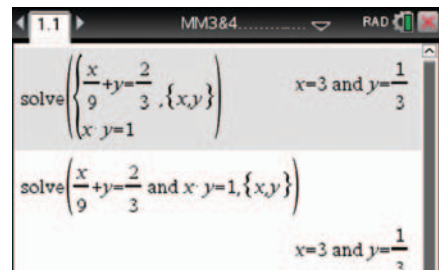 1.1 MM3&4............. RAD
solve({x/9+y=2/3, x·y=1 ,{x,y}) x=3 and y=1/3
solve(x/9+y=2/3 and x·y=1,{x,y})
x=3 and y=1/3